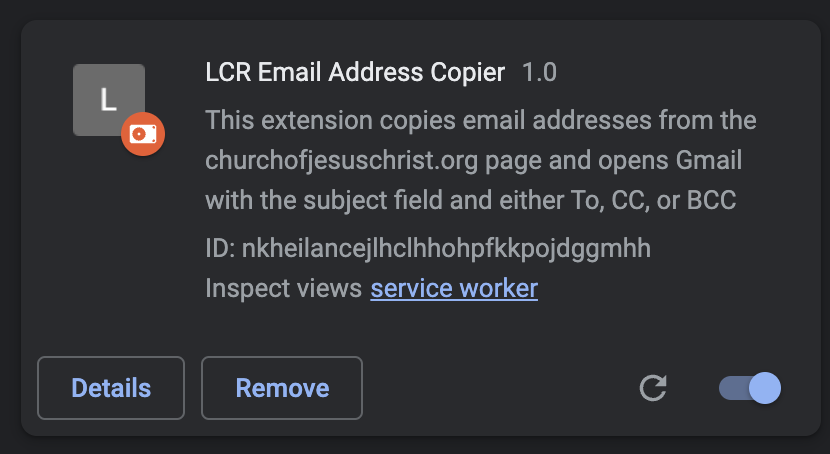 L
LCR Email Address Copier 1.0
This extension copies email addresses from the
churchofjesuschrist.org page and opens Gmail
with the subject field and either To, CC, or BCC
ID: nkheilancejlhclhhohpfkkpojdggmhh
Inspect views service worker
Details Remove